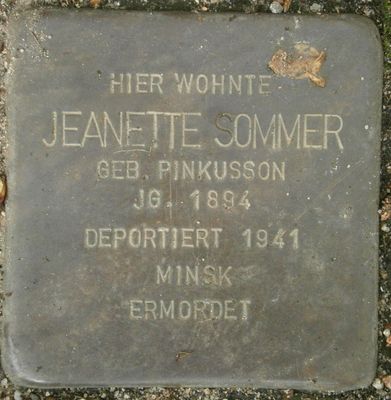 HIER WOHNTE
JEANETTE SOMMER
GEB. PINKUSSON
JG. 1894
DEPORTIERT 1941
MINSK
ERMORDET